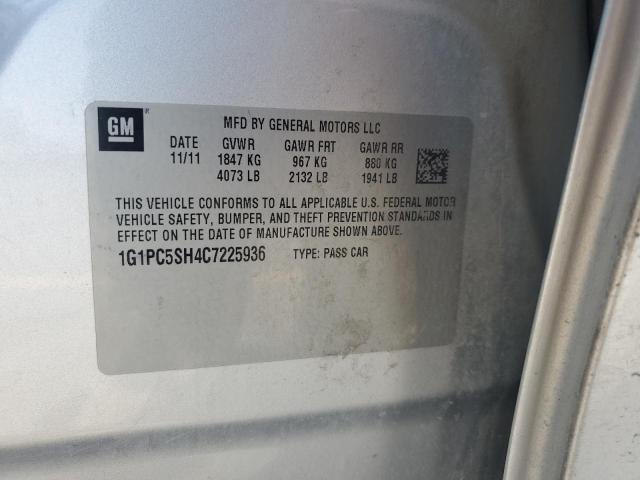 GM®
MFD BY GENERAL MOTORS LLC
DATE GVWR GAWR FRT GAWR RR
11/11 1847 KG 967 KG 880 KG
4073 LB 2132 LB 1941 LB
THIS VEHICLE CONFORMS TO ALL APPLICABLE U.S. FEDERAL MOTOR
VEHICLE SAFETY, BUMPER, AND THEFT PREVENTION STANDARDS IN
EFFECT ON THE DATE OF MANUFACTURE SHOWN ABOVE.
1G1PC5SH4C7225936 TYPE: PASS CAR